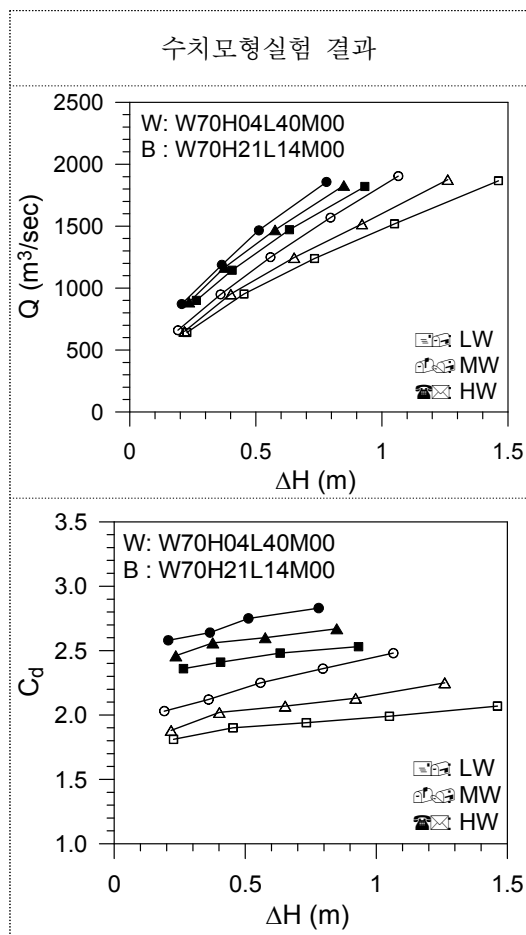 수치모형실험 결과
2500
2000
1500
1000
500
0
Q (m³/sec)
W: W70H04L40M00
B : W70H21L14M00
LW
MW
HW
0 0.5 1 1.5
ΔH (m)
3.5
3.0
2.5
2.0
1.5
1.0
C_d
W: W70H04L40M00
B : W70H21L14M00
LW
MW
HW
0 0.5 1 1.5
ΔH (m)